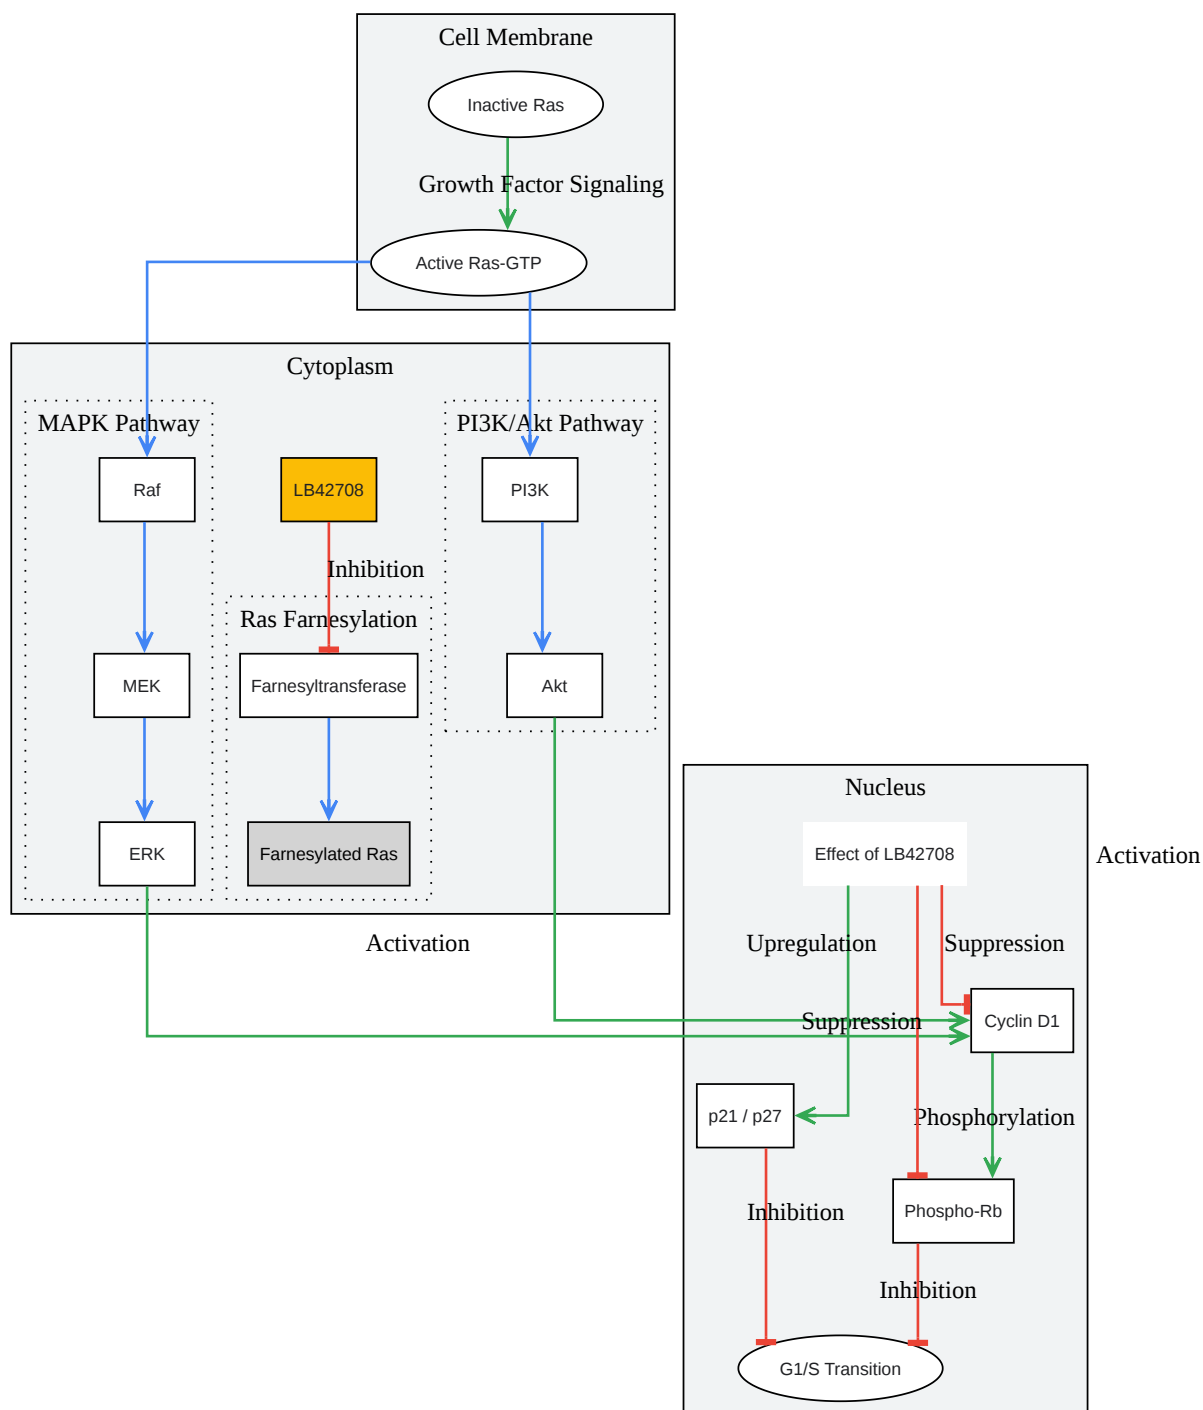 Cell Membrane
Inactive Ras
Growth Factor Signaling
Active Ras-GTP
Cytoplasm
MAPK Pathway
PI3K/Akt Pathway
Raf
LB42708
PI3K
Inhibition
Ras Farnesylation
MEK
Farnesyltransferase
Akt
ERK
Farnesylated Ras
Activation
Nucleus
Effect of LB42708
Activation
Upregulation
Suppression
Suppression
Cyclin D1
p21 / p27
Phosphorylation
Inhibition
Phospho-Rb
Inhibition
G1/S Transition